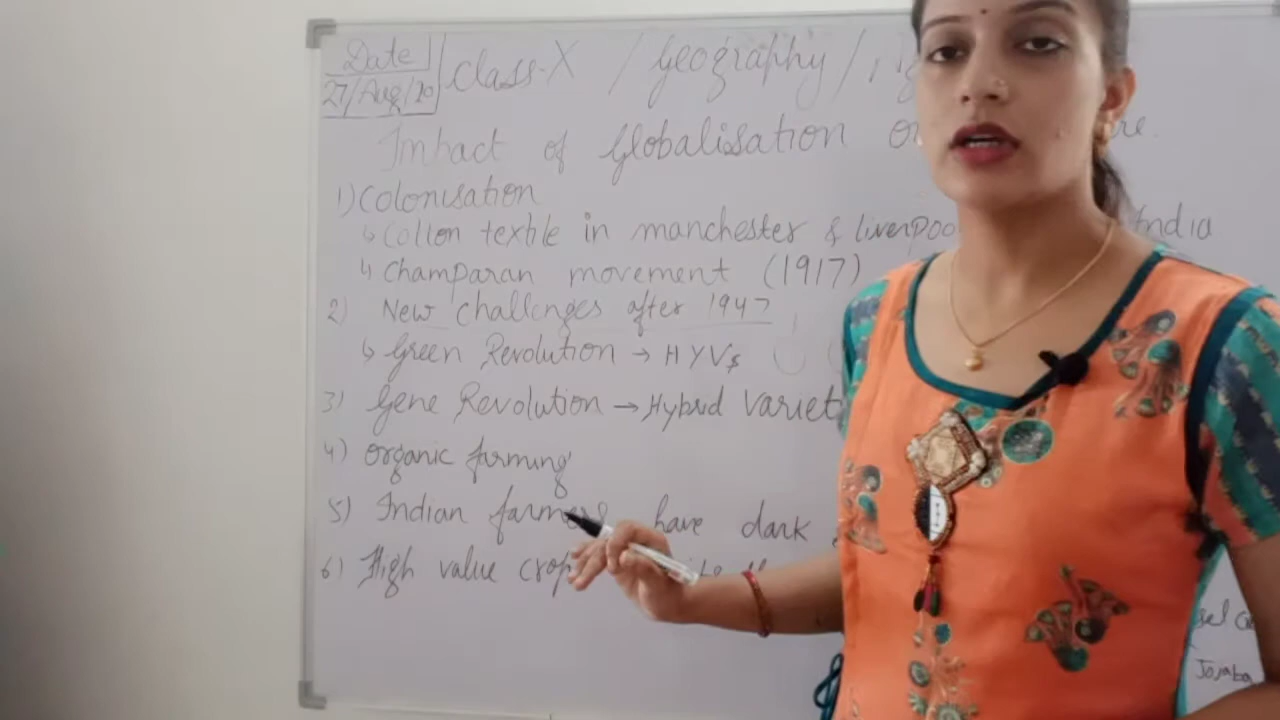 Date
27/Aug/20
Class-X / Geography /
Impact of Globalisation
1) Colonisation
↳ Cotton textile in manchester & liverpoo India
↳ Champaran movement (1917)
2) New challenges after 1947
↳ Green Revolution → HYVs
3) Gene Revolution → Hybrid Variet
4) Organic farming
5) Indian farmers have dark
6) High value crop